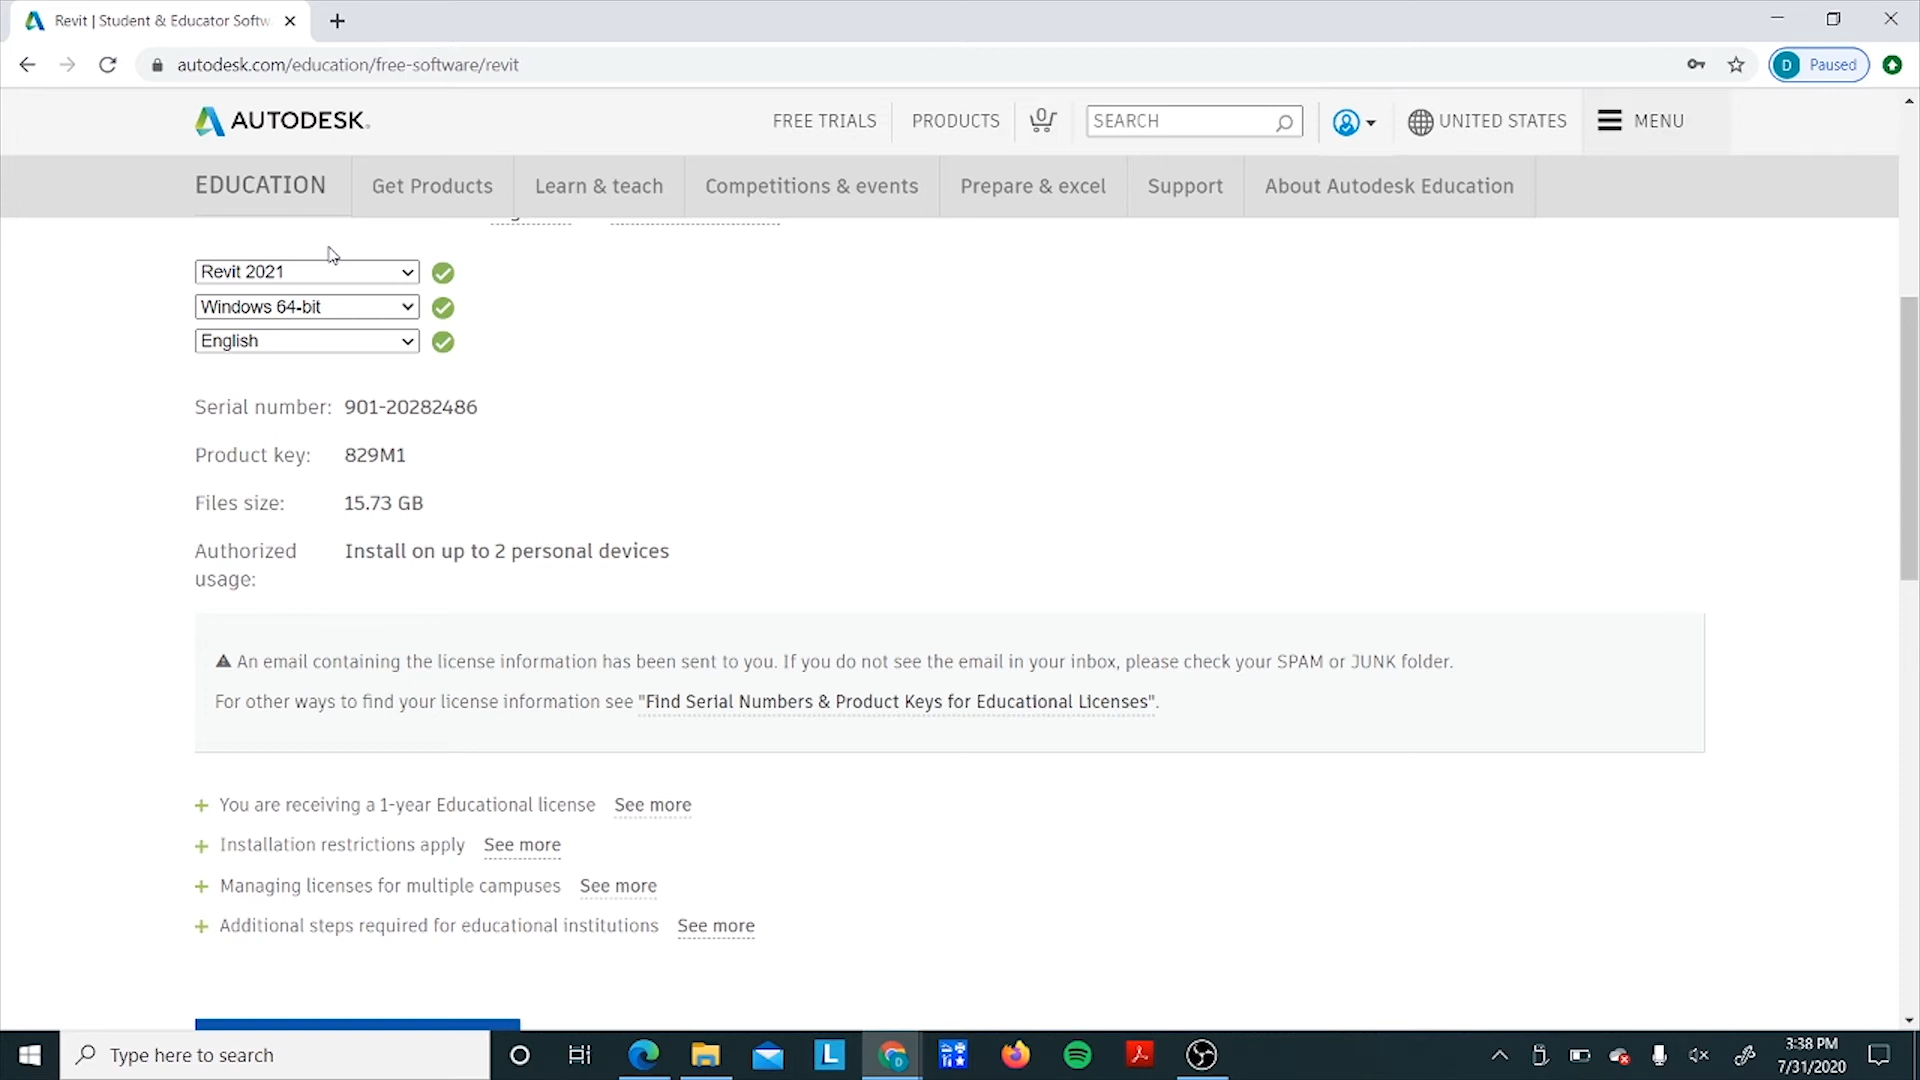 Revit | Student & Educator Softw
autodesk.com/education/free-software/revit
D Paused
AUTODESK.
FREE TRIALS
PRODUCTS
0
SEARCH
UNITED STATES
MENU
EDUCATION
Get Products
Learn & teach
Competitions & events
Prepare & excel
Support
About Autodesk Education
Revit 2021
Windows 64-bit
English
Serial number: 901-20282486
Product key: 829M1
Files size: 15.73 GB
Authorized usage: Install on up to 2 personal devices
An email containing the license information has been sent to you. If you do not see the email in your inbox, please check your SPAM or JUNK folder.
For other ways to find your license information see "Find Serial Numbers & Product Keys for Educational Licenses".
+ You are receiving a 1-year Educational license See more
+ Installation restrictions apply See more
+ Managing licenses for multiple campuses See more
+ Additional steps required for educational institutions See more
Type here to search
L
D
3:38 PM
7/31/2020